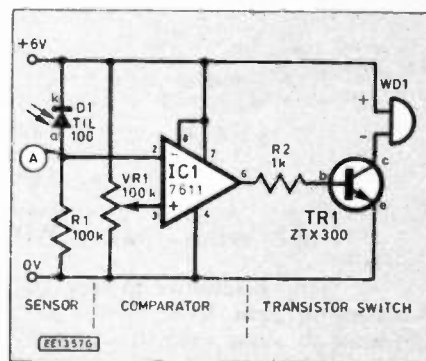 +6V
k
D1
TIL
100
a
A
R1
100k
VR1
100k
2
-
8
7
IC1
7611
3
+
4
6
R2
1k
b
c
e
TR1
ZTX300
WD1
+
-
0V
SENSOR
COMPARATOR
TRANSISTOR SWITCH
EE1357G